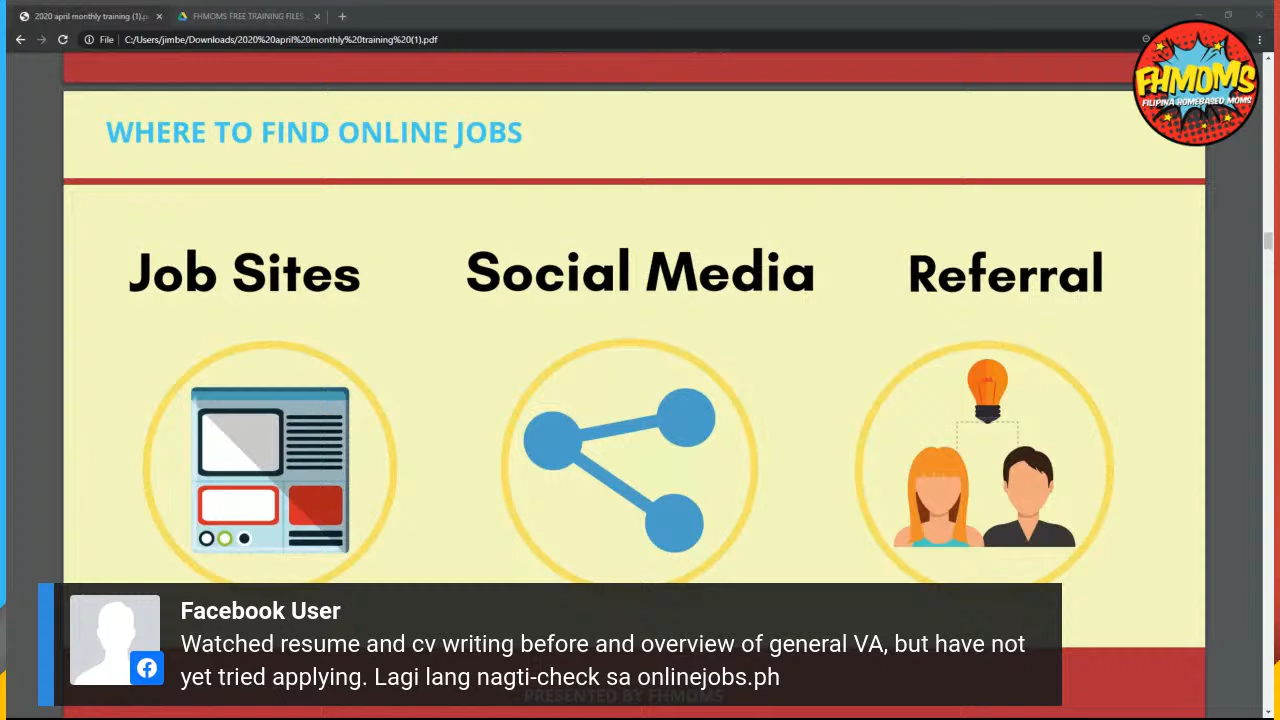 2020 april monthly training (1).p
FHMOMS FREE TRAINING FILES
File C:/Users/jimbe/Downloads/2020%20april%20monthly%20training%20(1).pdf
FHMOMS
FILIPINA HOMEBASED MOMS
WHERE TO FIND ONLINE JOBS
Job Sites Social Media Referral
Facebook User
Watched resume and cv writing before and overview of general VA, but have not
yet tried applying. Lagi lang nagti-check sa onlinejobs.ph
PRESENTED BY FHMOMS